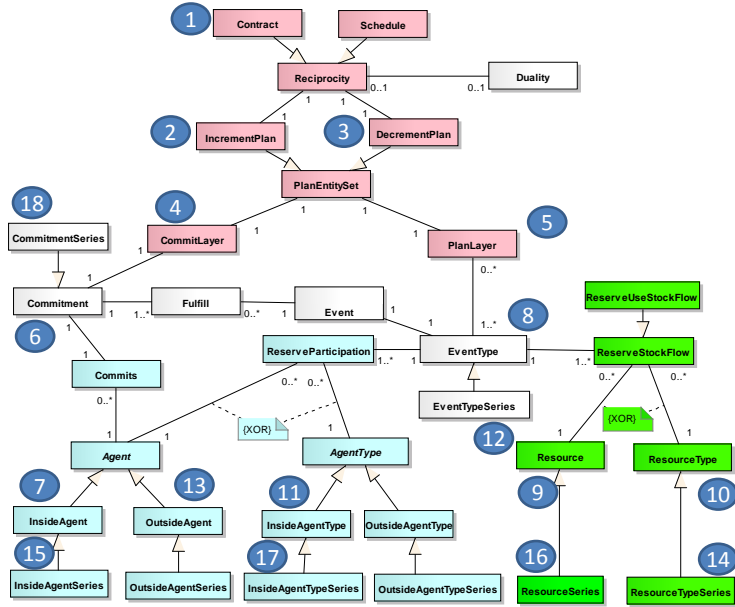 1
Contract
Schedule
Reciprocity
0..1
0..1
Duality
1
1
2
1
1
3
IncrementPlan
DecrementPlan
PlanEntitySet
1
1
18
4
5
CommitmentSeries
CommitLayer
1
1
PlanLayer
1
0..*
ReserveUseStockFlow
Commitment
1
1..*
Fulfill
0..*
1
Event
1
1..*
8
6
1
1
ReserveParticipation
1..*
1
EventType
1
1..*
ReserveStockFlow
1
Commits
0..*
0..*
0..*
0..*
0..*
EventTypeSeries
{XOR}
{XOR}
12
1
1
1
1
Agent
AgentType
Resource
ResourceType
7
13
11
9
10
InsideAgent
OutsideAgent
InsideAgentType
OutsideAgentType
15
17
16
14
InsideAgentSeries
OutsideAgentSeries
InsideAgentTypeSeries
OutsideAgentTypeSeries
ResourceSeries
ResourceTypeSeries